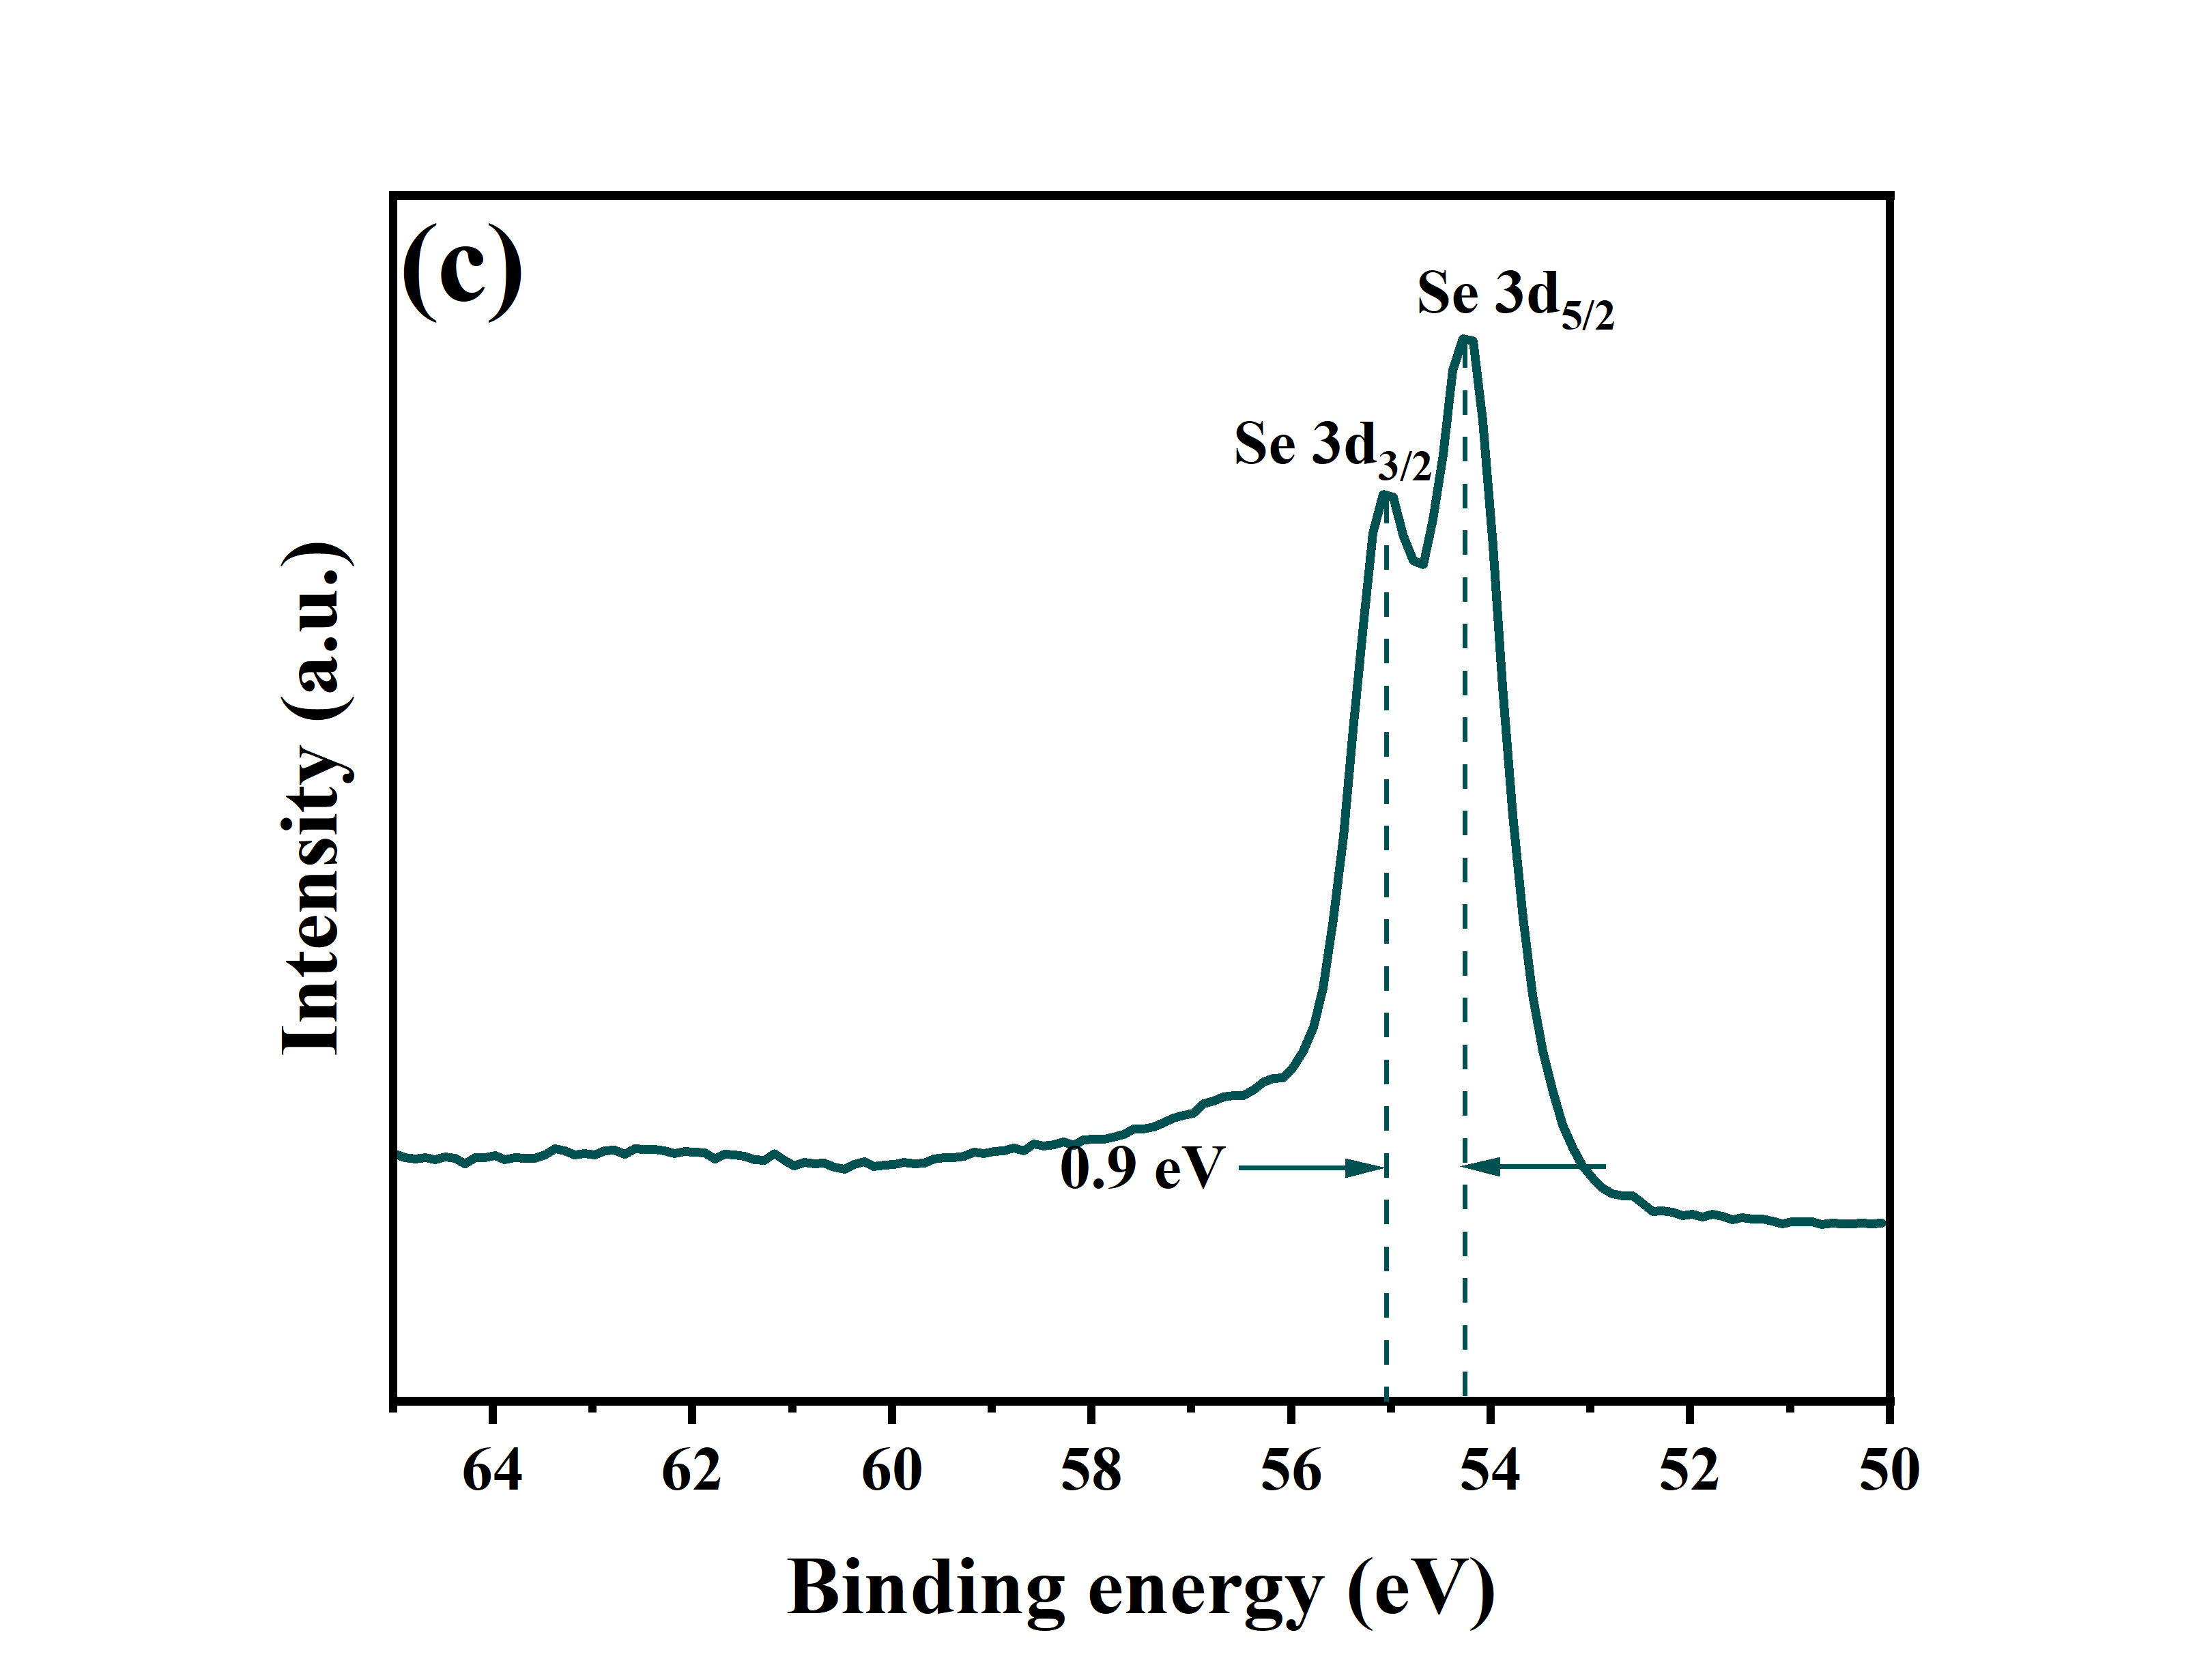 (c)
Se 3d5/2
Se 3d3/2
Intensity (a.u.)
0.9 eV
64 62 60 58 56 54 52 50
Binding energy (eV)